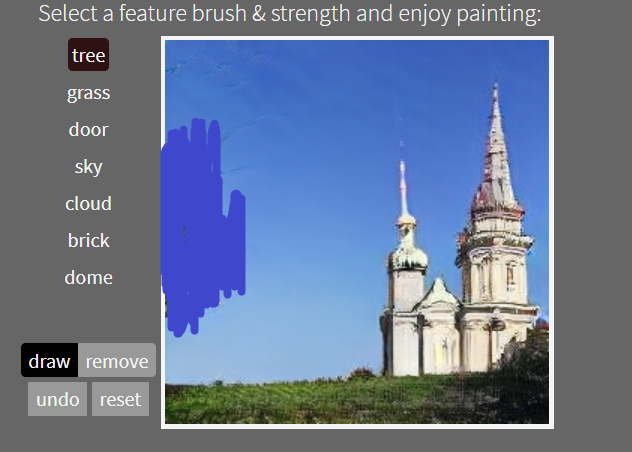 Select a feature brush & strength and enjoy painting:
tree
grass
door
sky
cloud
brick
dome
draw remove
undo reset